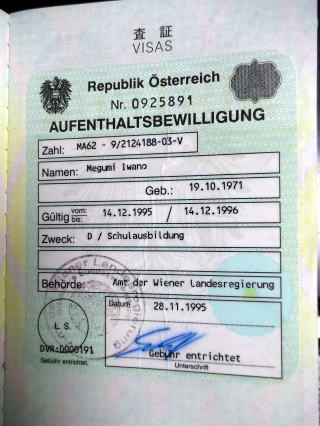 査証
VISAS
Republik Österreich
Nr. 0925891
AUFENTHALTSBEWILLIGUNG
Zahl: MA62 - 9/2124188-03-V
Namen: Megumi Iwano
Geb.: 19.10.1971
Gültig vom: bis: 14.12.1995 / 14.12.1996
Zweck: D / Schulausbildung
Behörde: Amt der Wiener Landesregierung
Datum 28.11.1995
L. S.
DVR:0000191
Gebühr entrichtet
Gebühr entrichtet.
Unterschrift